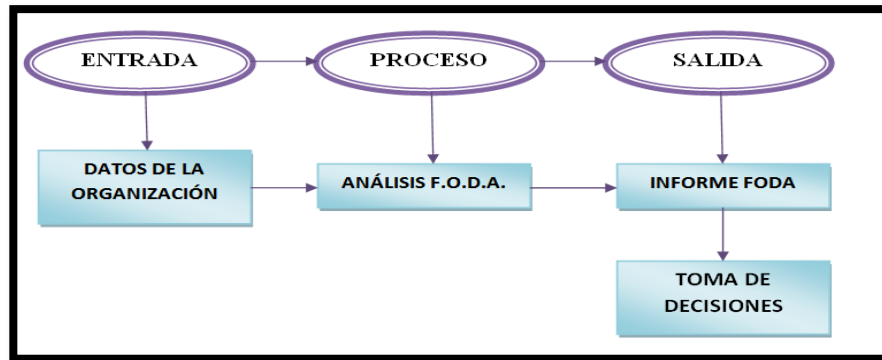 ENTRADA
PROCESO
SALIDA
DATOS DE LA
ORGANIZACIÓN
ANÁLISIS F.O.D.A.
INFORME FODA
TOMA DE
DECISIONES